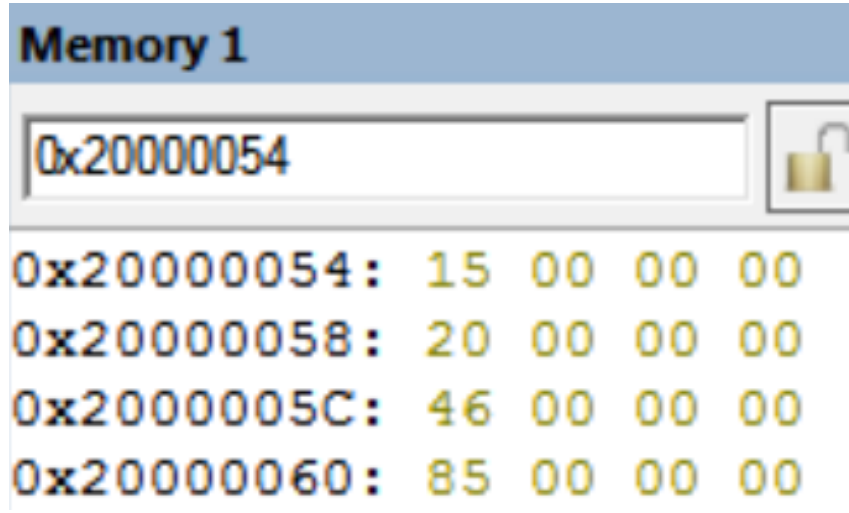 Memory 1
0x20000054
0x20000054: 15 00 00 00
0x20000058: 20 00 00 00
0x2000005C: 46 00 00 00
0x20000060: 85 00 00 00